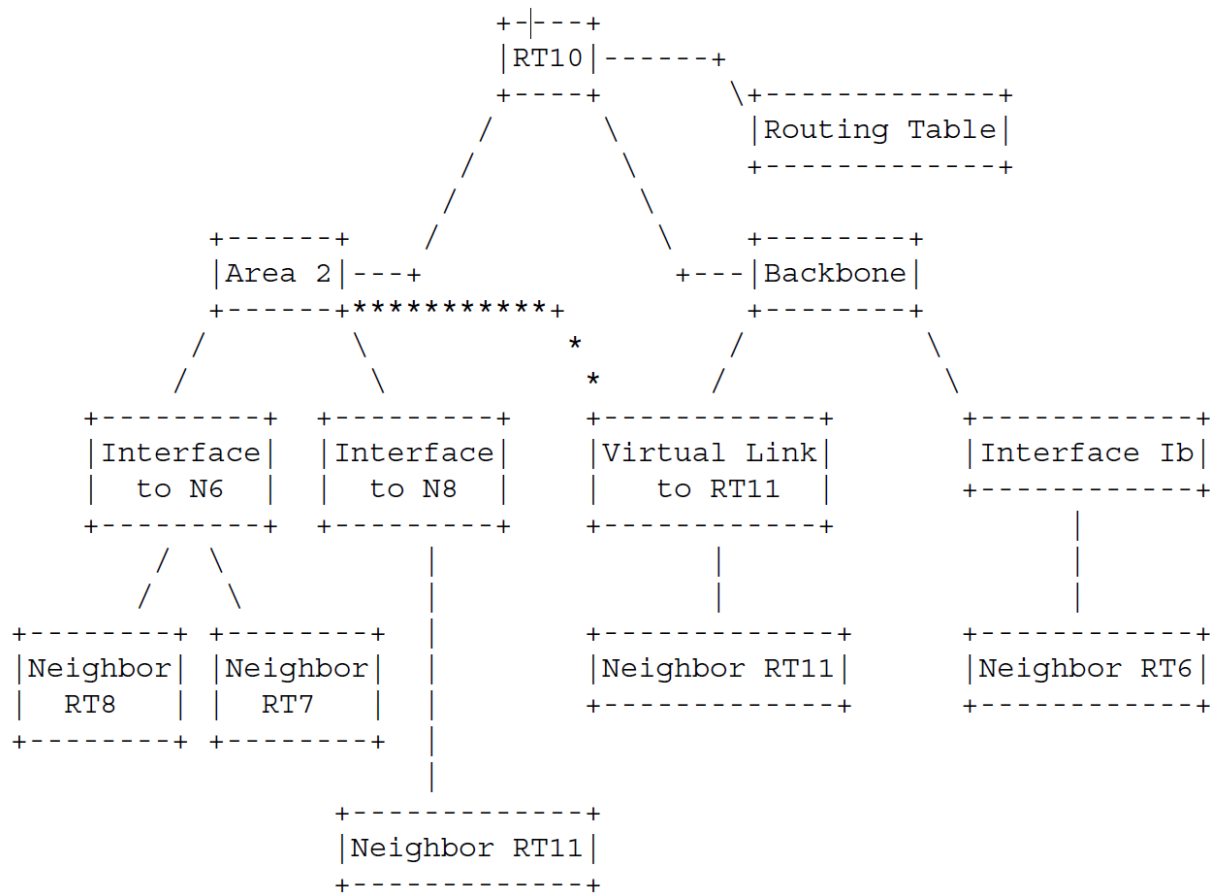 RT10
Routing Table
Area 2
Backbone
Interface
to N6
Interface
to N8
Virtual Link
to RT11
Interface Ib
Neighbor
RT8
Neighbor
RT7
Neighbor RT11
Neighbor RT6
Neighbor RT11